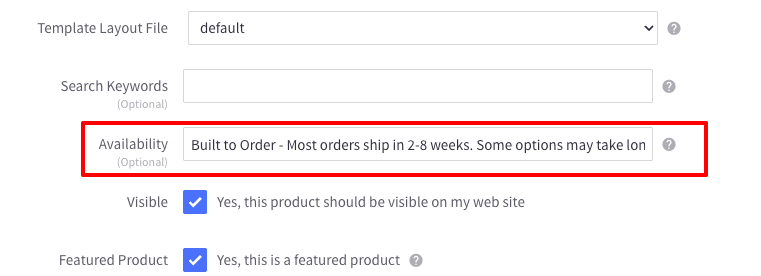 Template Layout File
default
Search Keywords
(Optional)
Availability
(Optional)
Built to Order - Most orders ship in 2-8 weeks. Some options may take
Visible
Yes, this product should be visible on my web site
Featured Product
Yes, this is a featured product